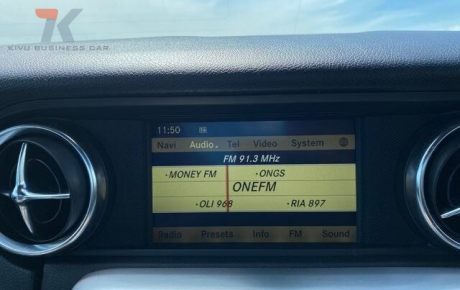 7K
KIVU BUSINESS CAR
11:50
Navi Audio Tel Video System
FM 91.3 MHz
•MONEY FM •ONGS
ONEFM
•OLI 968 •RIA 897
Radio Presets Info FM Sound